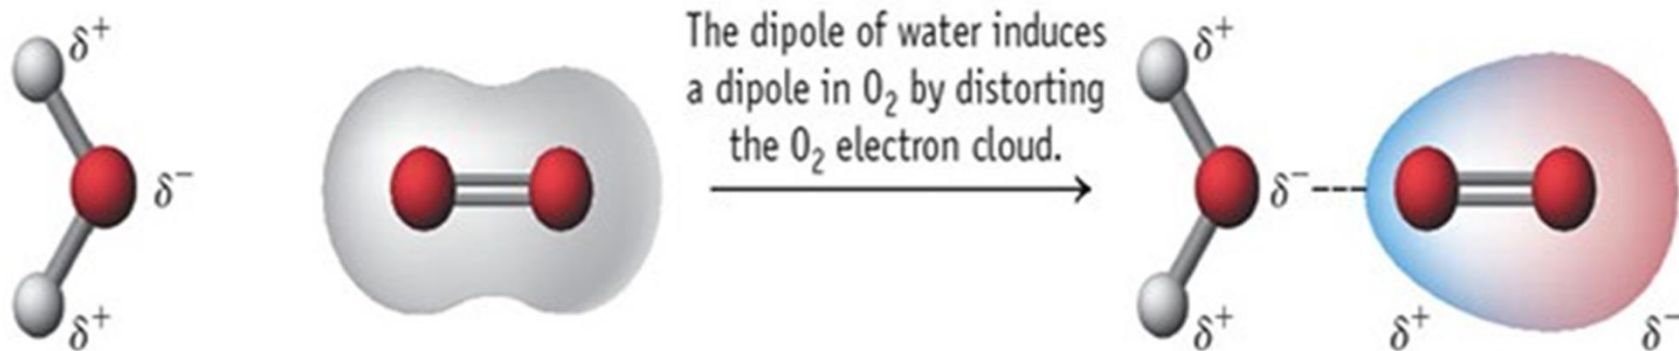 δ+
δ−
δ+
The dipole of water induces
a dipole in O2 by distorting
the O2 electron cloud.
δ+
δ−
δ+
δ+
δ−